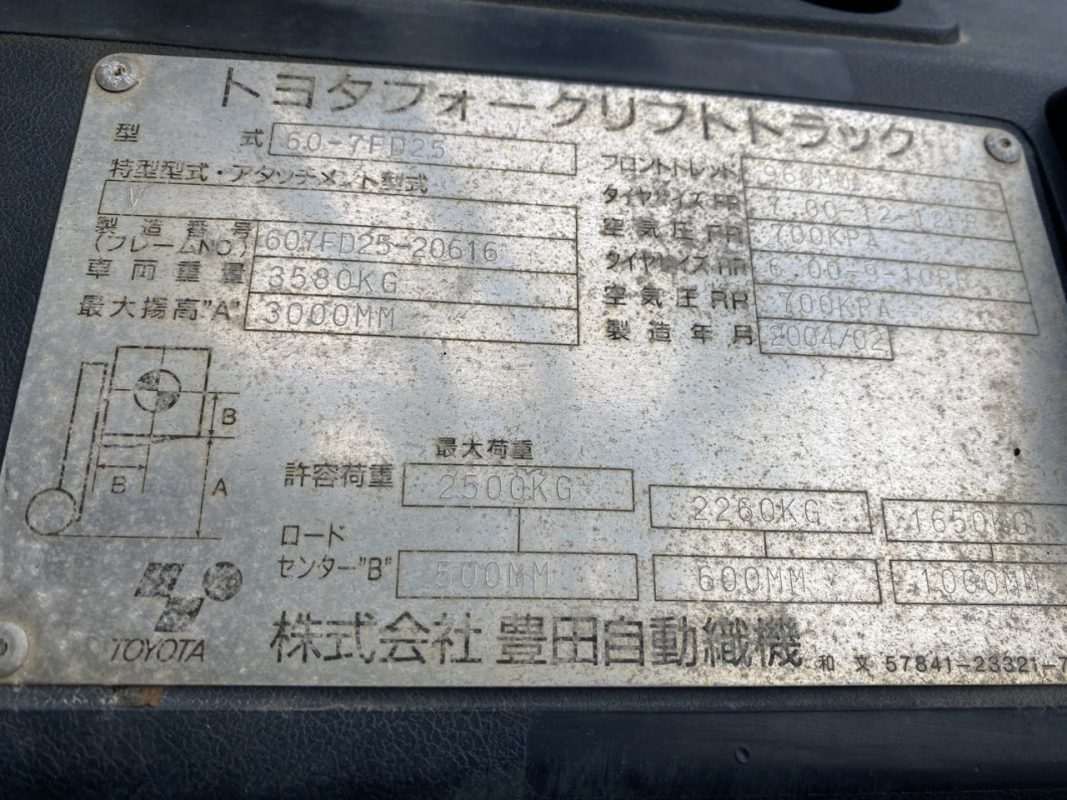 トヨタフォークリフトトラック
型 式 60-7FD25
特型型式・アタッチメント型式
V
製造番号
(フレームNO.) 607FD25-20616
車両重量 3580KG
最大揚高"A" 3000MM
フロントトレッド 960MM
タイヤサイズFR 7.00-12-12PR
空気圧FR 700KPA
タイヤサイズRR 6.00-9-10PR
空気圧RR 700KPA
製造年月 2004/02
B
B
A
最大荷重
許容荷重 2500KG 2260KG 1650KG
ロード
センター"B" 500MM 600MM 1000MM
TOYOTA
株式会社 豊田自動織機 和 文 57841-23321-7